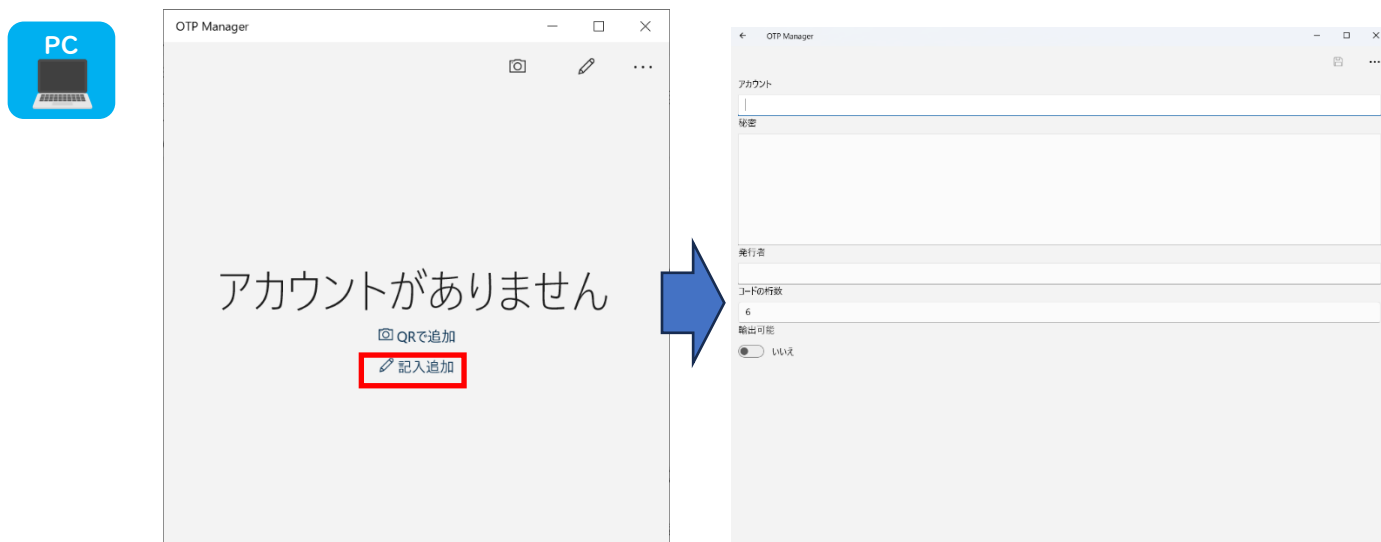 PC
OTP Manager
アカウントがありません
QRで追加
記入追加
OTP Manager
アカウント
秘密
発行者
コードの桁数
6
輸出可能
いいえ